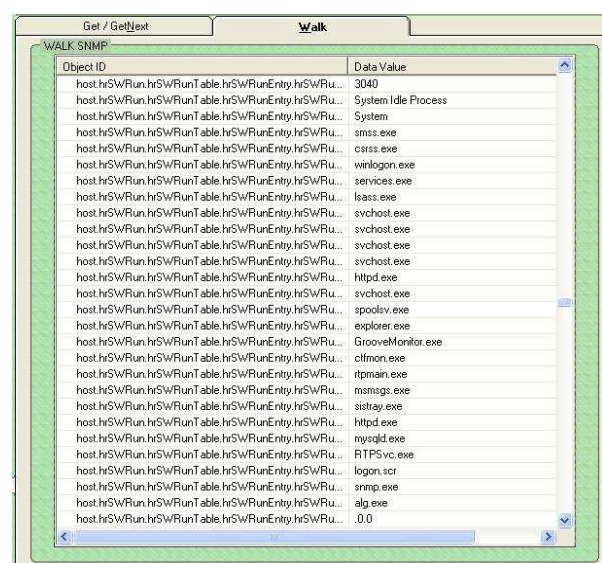 Get / GetNext Walk
WALK SNMP
Object ID Data Value
host.hrSWRun.hrSWRunTable.hrSWRunEntry.hrSWRu... 3040
host.hrSWRun.hrSWRunTable.hrSWRunEntry.hrSWRu... System Idle Process
host.hrSWRun.hrSWRunTable.hrSWRunEntry.hrSWRu... System
host.hrSWRun.hrSWRunTable.hrSWRunEntry.hrSWRu... smss.exe
host.hrSWRun.hrSWRunTable.hrSWRunEntry.hrSWRu... csrss.exe
host.hrSWRun.hrSWRunTable.hrSWRunEntry.hrSWRu... winlogon.exe
host.hrSWRun.hrSWRunTable.hrSWRunEntry.hrSWRu... services.exe
host.hrSWRun.hrSWRunTable.hrSWRunEntry.hrSWRu... lsass.exe
host.hrSWRun.hrSWRunTable.hrSWRunEntry.hrSWRu... svchost.exe
host.hrSWRun.hrSWRunTable.hrSWRunEntry.hrSWRu... svchost.exe
host.hrSWRun.hrSWRunTable.hrSWRunEntry.hrSWRu... svchost.exe
host.hrSWRun.hrSWRunTable.hrSWRunEntry.hrSWRu... svchost.exe
host.hrSWRun.hrSWRunTable.hrSWRunEntry.hrSWRu... httpd.exe
host.hrSWRun.hrSWRunTable.hrSWRunEntry.hrSWRu... svchost.exe
host.hrSWRun.hrSWRunTable.hrSWRunEntry.hrSWRu... spoolsv.exe
host.hrSWRun.hrSWRunTable.hrSWRunEntry.hrSWRu... explorer.exe
host.hrSWRun.hrSWRunTable.hrSWRunEntry.hrSWRu... GrooveMonitor.exe
host.hrSWRun.hrSWRunTable.hrSWRunEntry.hrSWRu... ctfmon.exe
host.hrSWRun.hrSWRunTable.hrSWRunEntry.hrSWRu... rtpmain.exe
host.hrSWRun.hrSWRunTable.hrSWRunEntry.hrSWRu... msmsgs.exe
host.hrSWRun.hrSWRunTable.hrSWRunEntry.hrSWRu... sistray.exe
host.hrSWRun.hrSWRunTable.hrSWRunEntry.hrSWRu... httpd.exe
host.hrSWRun.hrSWRunTable.hrSWRunEntry.hrSWRu... mysqld.exe
host.hrSWRun.hrSWRunTable.hrSWRunEntry.hrSWRu... RTPSvc.exe
host.hrSWRun.hrSWRunTable.hrSWRunEntry.hrSWRu... logon.scr
host.hrSWRun.hrSWRunTable.hrSWRunEntry.hrSWRu... snmp.exe
host.hrSWRun.hrSWRunTable.hrSWRunEntry.hrSWRu... alg.exe
host.hrSWRun.hrSWRunTable.hrSWRunEntry.hrSWRu... .0.0